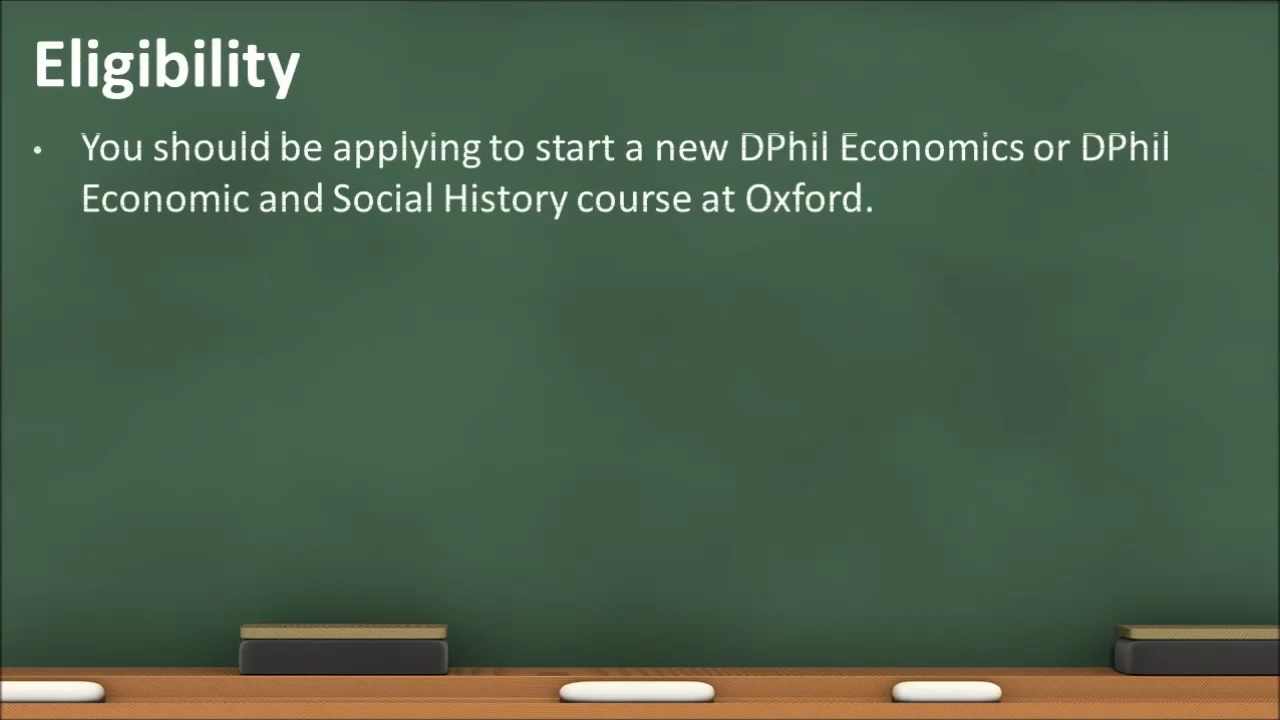 Eligibility
• You should be applying to start a new DPhil Economics or DPhil
Economic and Social History course at Oxford.